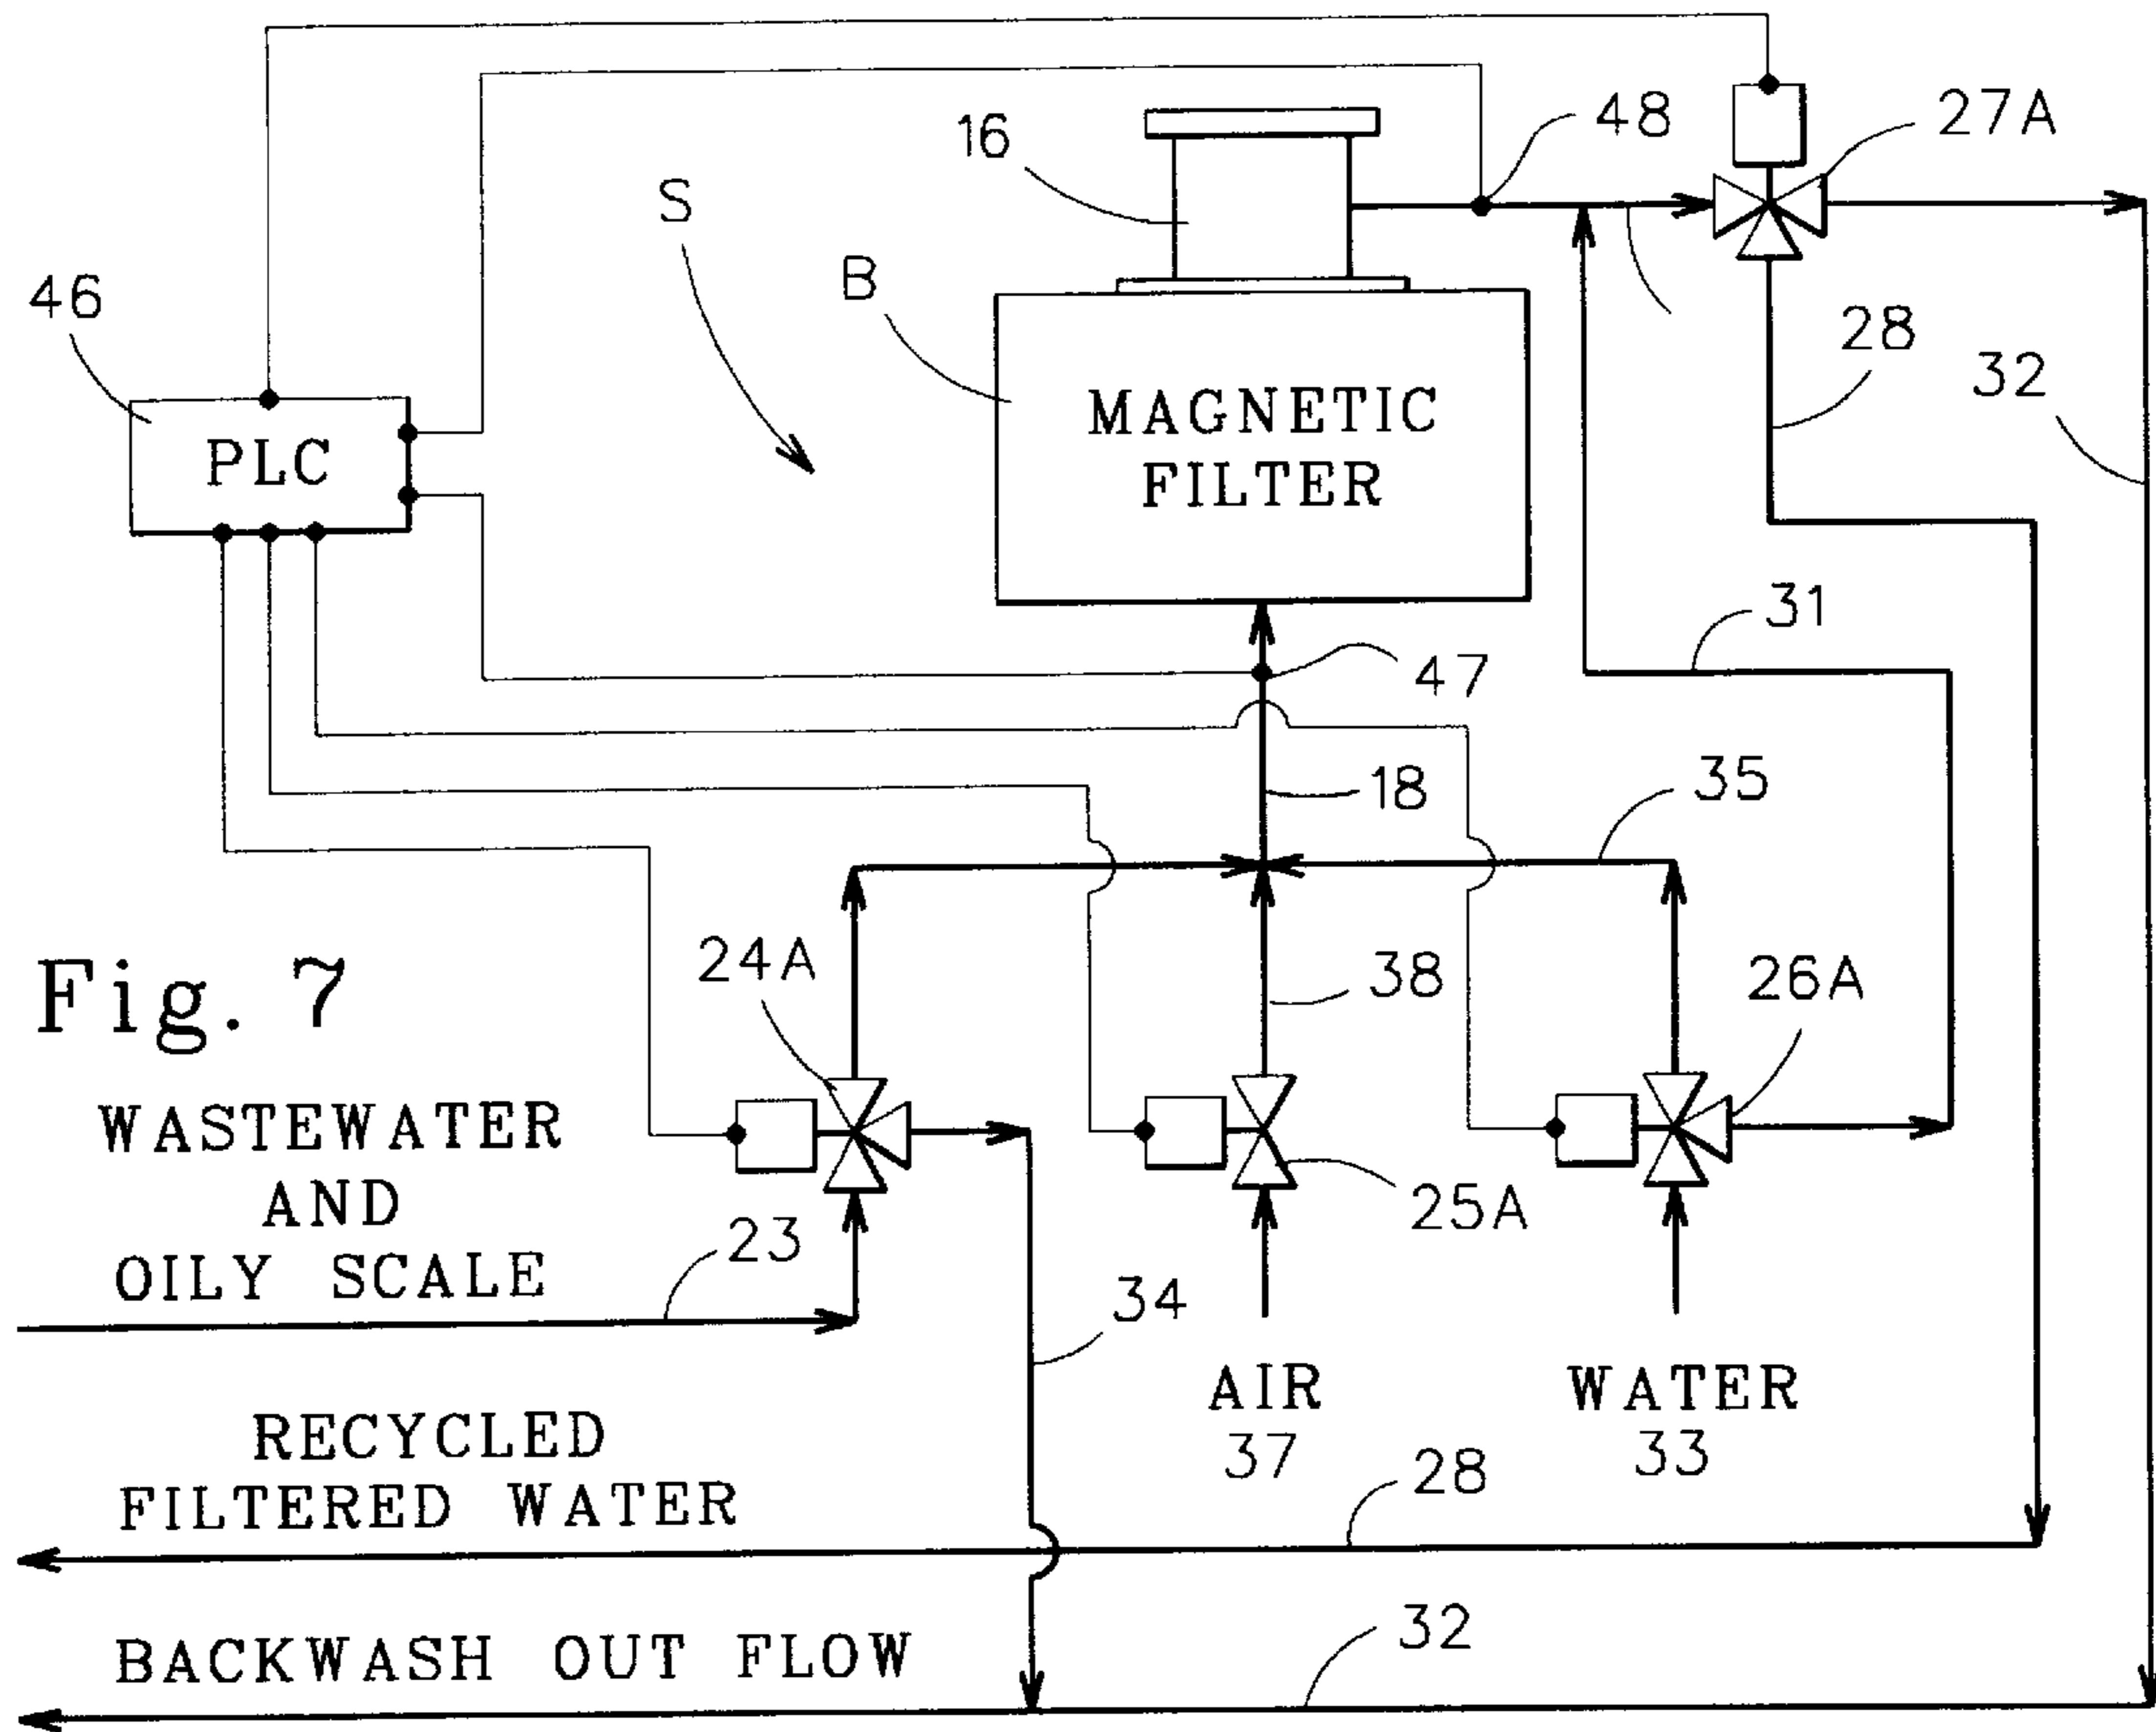 16
48
27A
S
B
46
28
32
MAGNETIC
FILTER
PLC
31
47
18
35
24A
38
26A
Fig. 7
WASTEWATER
AND
OILY SCALE
23
25A
34
AIR
37
WATER
33
RECYCLED
FILTERED WATER
28
BACKWASH OUT FLOW
32